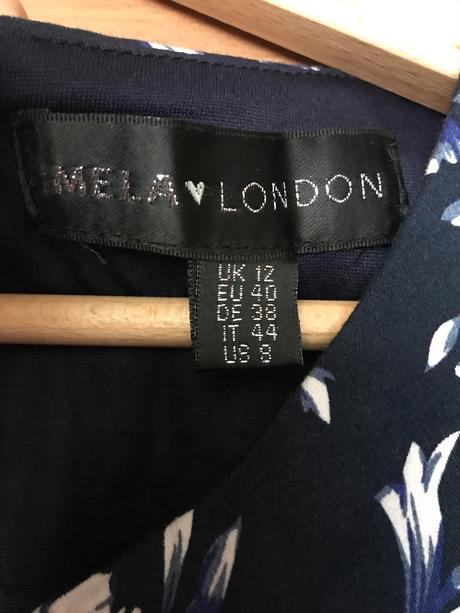 MELA ♥ LONDON
UK 12
EU 40
DE 38
IT 44
US 8